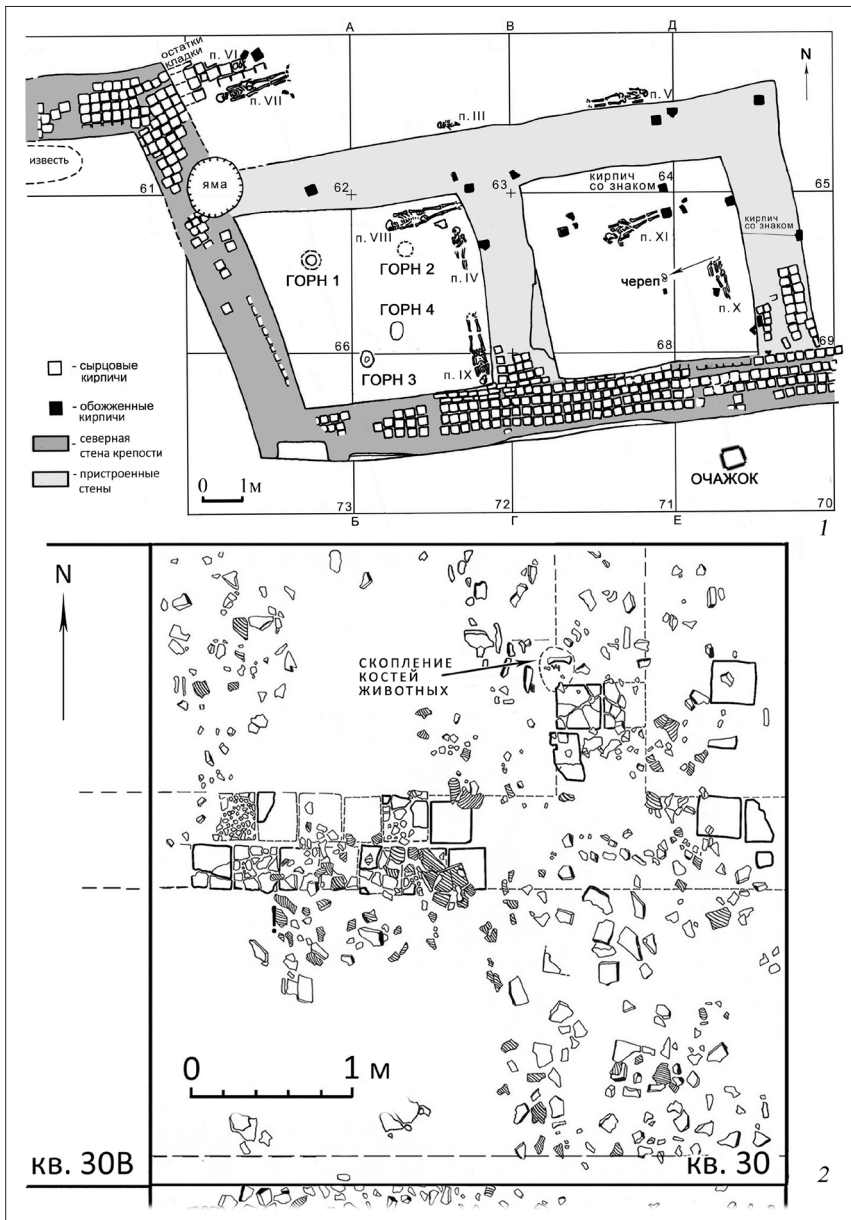 А
В
Д
остатки
кладки
п. VI
п. VII
п. III
п. V
N
известь
61
яма
62
63
кирпич
со знаком
64
65
кирпич
со знаком
п. VIII
п. IV
п. XI
ГОРН 1
ГОРН 2
череп
п. X
ГОРН 4
66
68
69
ГОРН 3
п. IX
- сырцовые
кирпичи
- обожженные
кирпичи
- северная
стена крепости
- пристроенные
стены
0 1м
ОЧАЖОК
73
72
71
70
Б
Г
Е
1
N
СКОПЛЕНИЕ
КОСТЕЙ
ЖИВОТНЫХ
0 1 м
кв. 30В
кв. 30
2